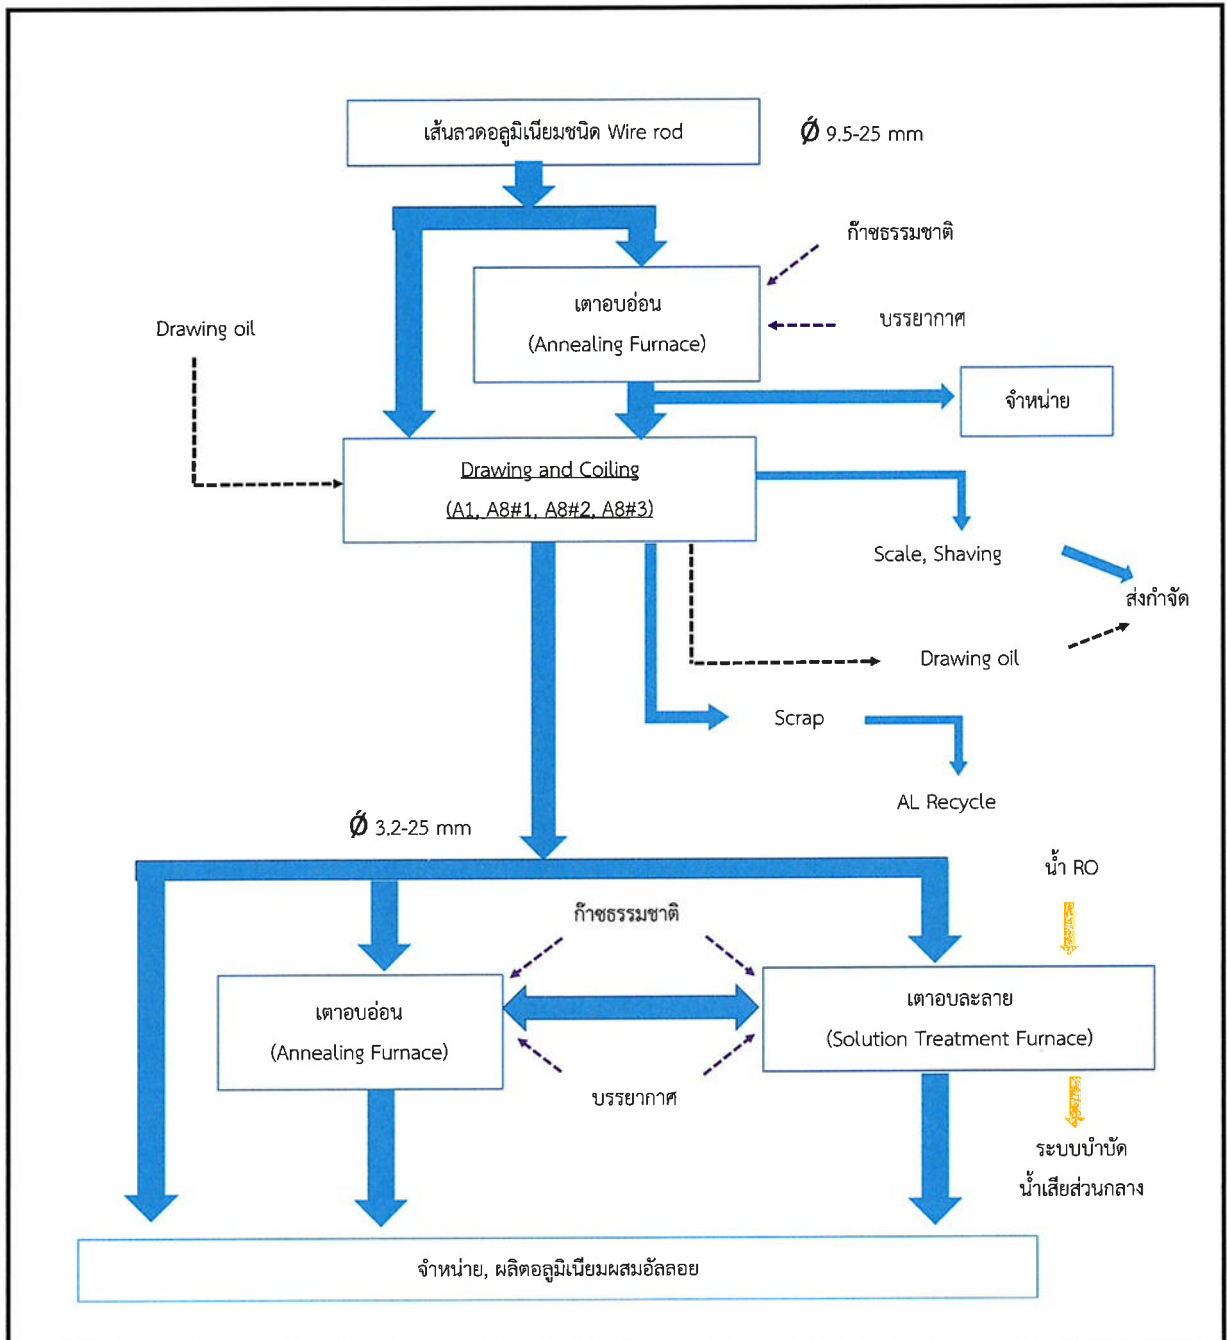 เส้นลวดอลูมิเนียมชนิด Wire rod
Ø 9.5-25 mm
ก๊าซธรรมชาติ
เตาอบอ่อน
(Annealing Furnace)
บรรยากาศ
Drawing oil
จำหน่าย
Drawing and Coiling
(A1, A8#1, A8#2, A8#3)
Scale, Shaving
ส่งกำจัด
Drawing oil
Scrap
AL Recycle
Ø 3.2-25 mm
น้ำ RO
ก๊าซธรรมชาติ
เตาอบอ่อน
(Annealing Furnace)
เตาอบละลาย
(Solution Treatment Furnace)
บรรยากาศ
ระบบบำบัด
น้ำเสียส่วนกลาง
จำหน่าย, ผลิตอลูมิเนียมผสมอัลลอย